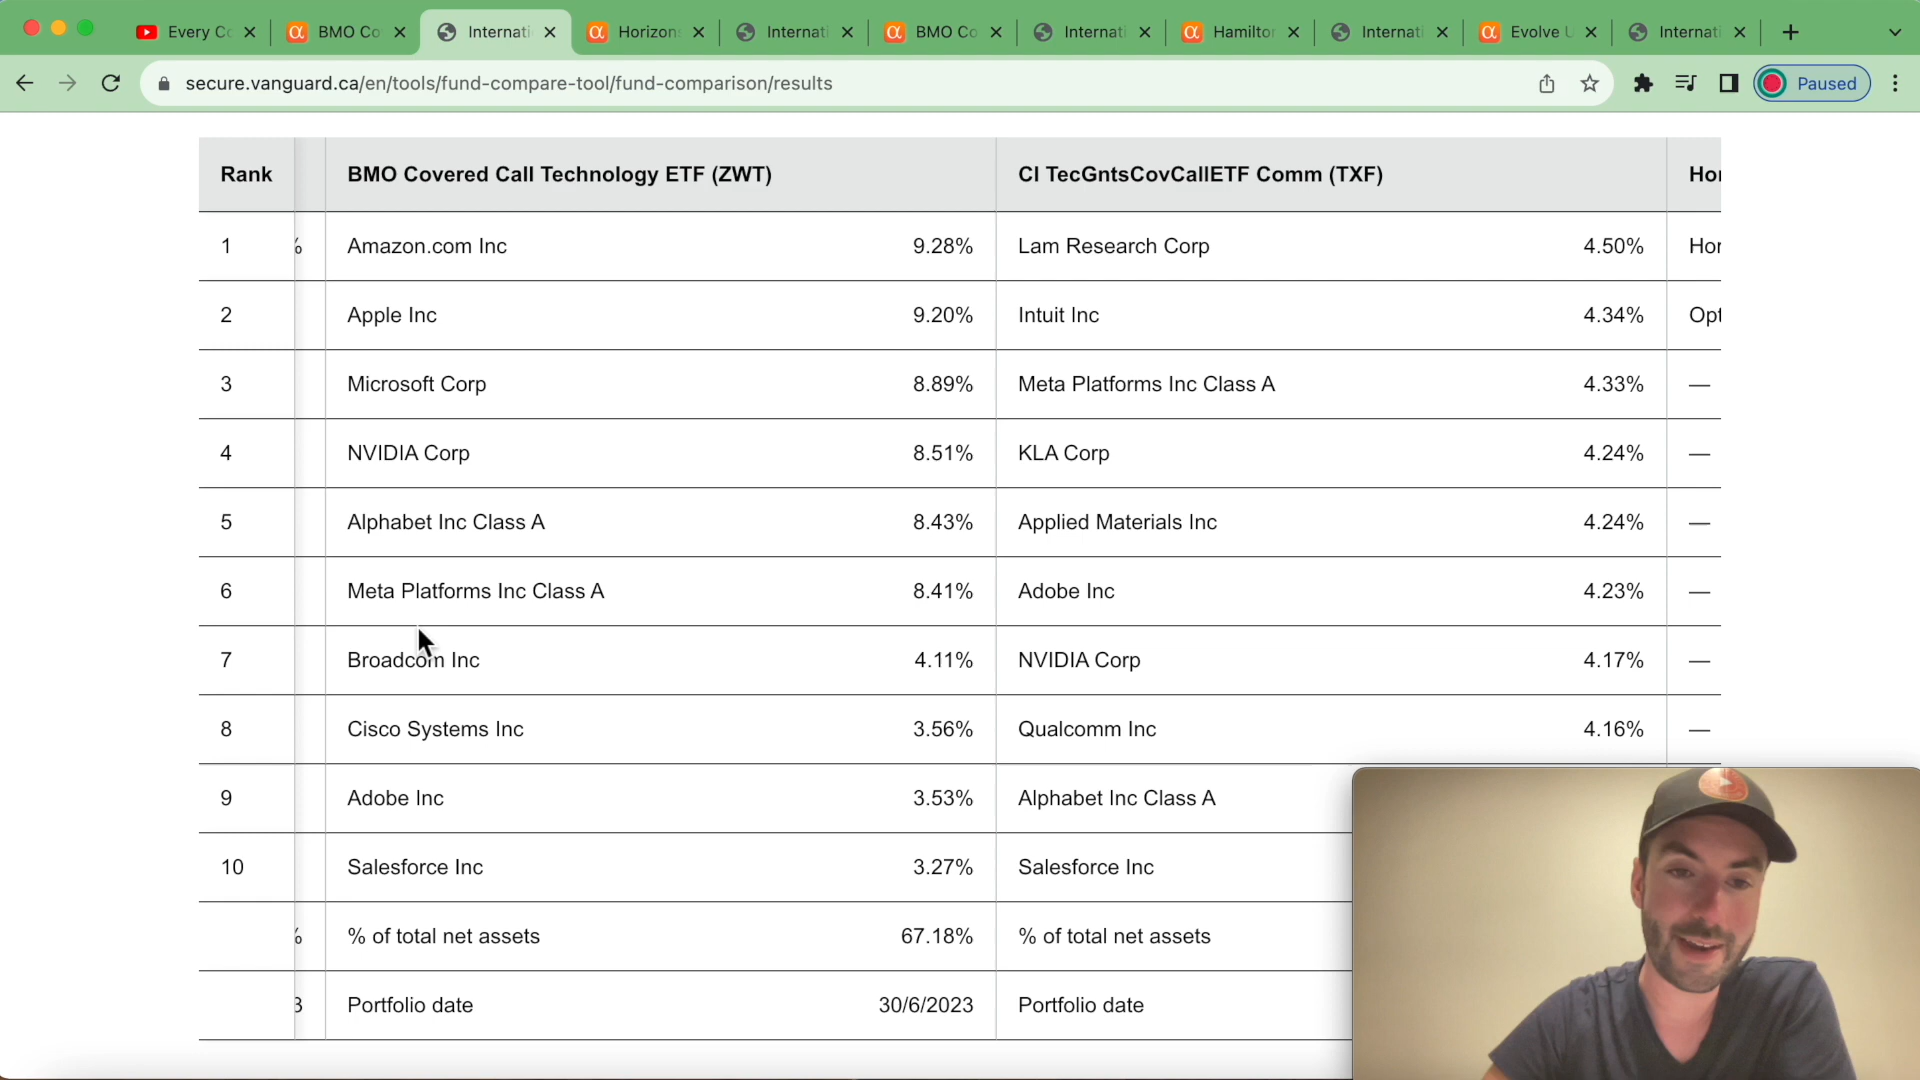 Every C
BMO Co
Internati
Horizon
Internati
BMO Co
Internati
Hamilto
Internati
Evolve U
Internati
secure.vanguard.ca/en/tools/fund-compare-tool/fund-comparison/results
Paused
Rank BMO Covered Call Technology ETF (ZWT) CI TecGntsCovCallETF Comm (TXF) Hor
1 % Amazon.com Inc 9.28% Lam Research Corp 4.50% Hor
2 Apple Inc 9.20% Intuit Inc 4.34% Opt
3 Microsoft Corp 8.89% Meta Platforms Inc Class A 4.33% —
4 NVIDIA Corp 8.51% KLA Corp 4.24% —
5 Alphabet Inc Class A 8.43% Applied Materials Inc 4.24% —
6 Meta Platforms Inc Class A 8.41% Adobe Inc 4.23% —
7 Broadcom Inc 4.11% NVIDIA Corp 4.17% —
8 Cisco Systems Inc 3.56% Qualcomm Inc 4.16% —
9 Adobe Inc 3.53% Alphabet Inc Class A
10 Salesforce Inc 3.27% Salesforce Inc
% % of total net assets 67.18% % of total net assets
3 Portfolio date 30/6/2023 Portfolio date